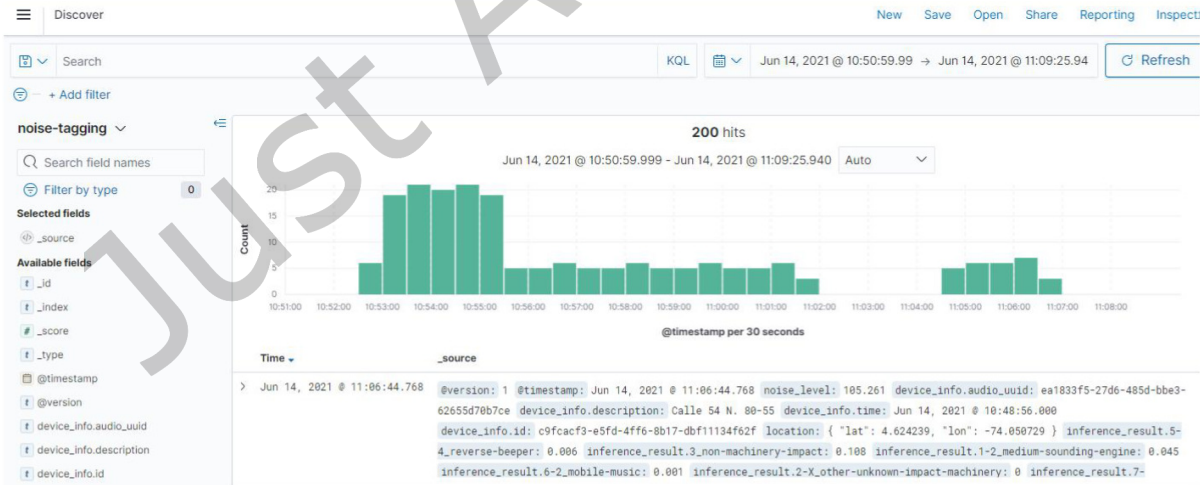 Discover
New Save Open Share Reporting Inspect
Search
KQL
Jun 14, 2021 @ 10:50:59.99 → Jun 14, 2021 @ 11:09:25.94
Refresh
+ Add filter
noise-tagging
Search field names
Filter by type 0
Selected fields
_source
Available fields
t _id
t _index
# _score
t _type
@timestamp
t @version
t device_info.audio_uuid
t device_info.description
t device_info.id
200 hits
Jun 14, 2021 @ 10:50:59.999 - Jun 14, 2021 @ 11:09:25.940 Auto
Count
20
15
10
5
0
10:51:00 10:52:00 10:53:00 10:54:00 10:55:00 10:56:00 10:57:00 10:58:00 10:59:00 11:00:00 11:01:00 11:02:00 11:03:00 11:04:00 11:05:00 11:06:00 11:07:00 11:08:00
@timestamp per 30 seconds
Time _source
Jun 14, 2021 @ 11:06:44.768 @version: 1 @timestamp: Jun 14, 2021 @ 11:06:44.768 noise_level: 105.261 device_info.audio_uuid: ea1833f5-27d6-485d-bbe3-
62655d70b7ce device_info.description: Calle 54 N. 80-55 device_info.time: Jun 14, 2021 @ 10:48:56.000
device_info.id: c9fcacf3-e5fd-4ff6-8b17-dbf11134f62f location: { "lat": 4.624239, "lon": -74.050729 } inference_result.5-
4_reverse-beeper: 0.006 inference_result.3_non-machinery-impact: 0.108 inference_result.1-2_medium-sounding-engine: 0.045
inference_result.6-2_mobile-music: 0.001 inference_result.2-X_other-unknown-impact-machinery: 0 inference_result.7-
Just A